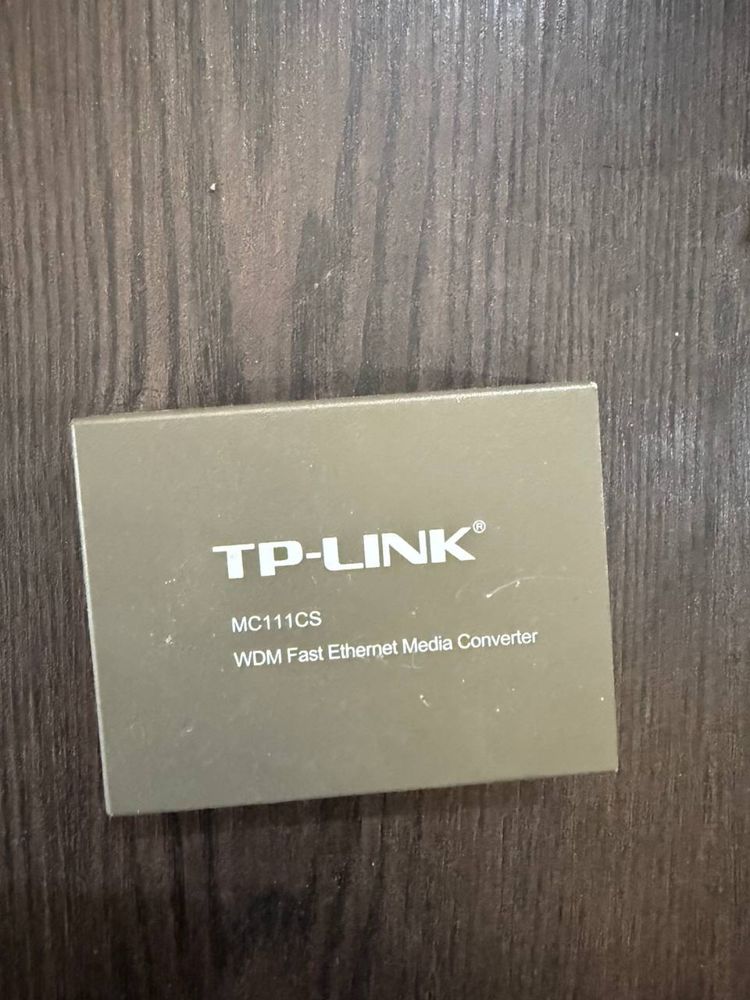 TP-LINK®
MC111CS
WDM Fast Ethernet Media Converter